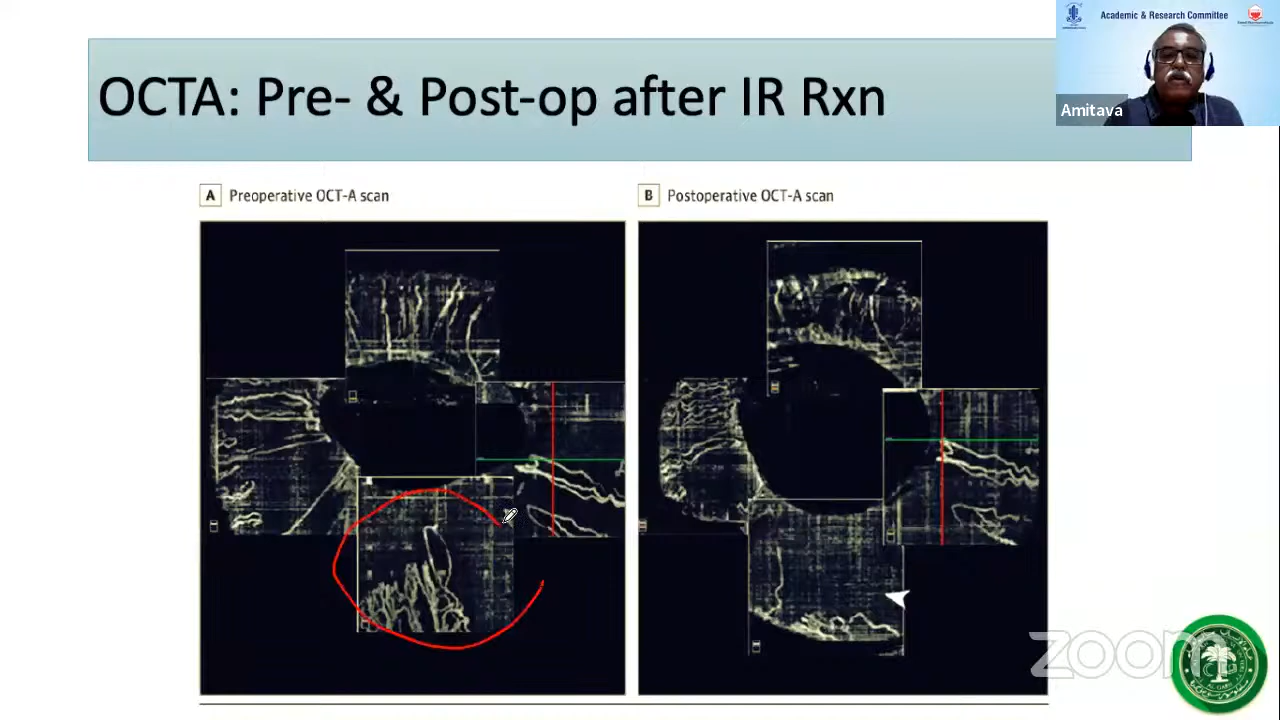 Academic & Research Committee
Amitava
OCTA: Pre- & Post-op after IR Rxn
A Preoperative OCT-A scan
B Postoperative OCT-A scan
zoom